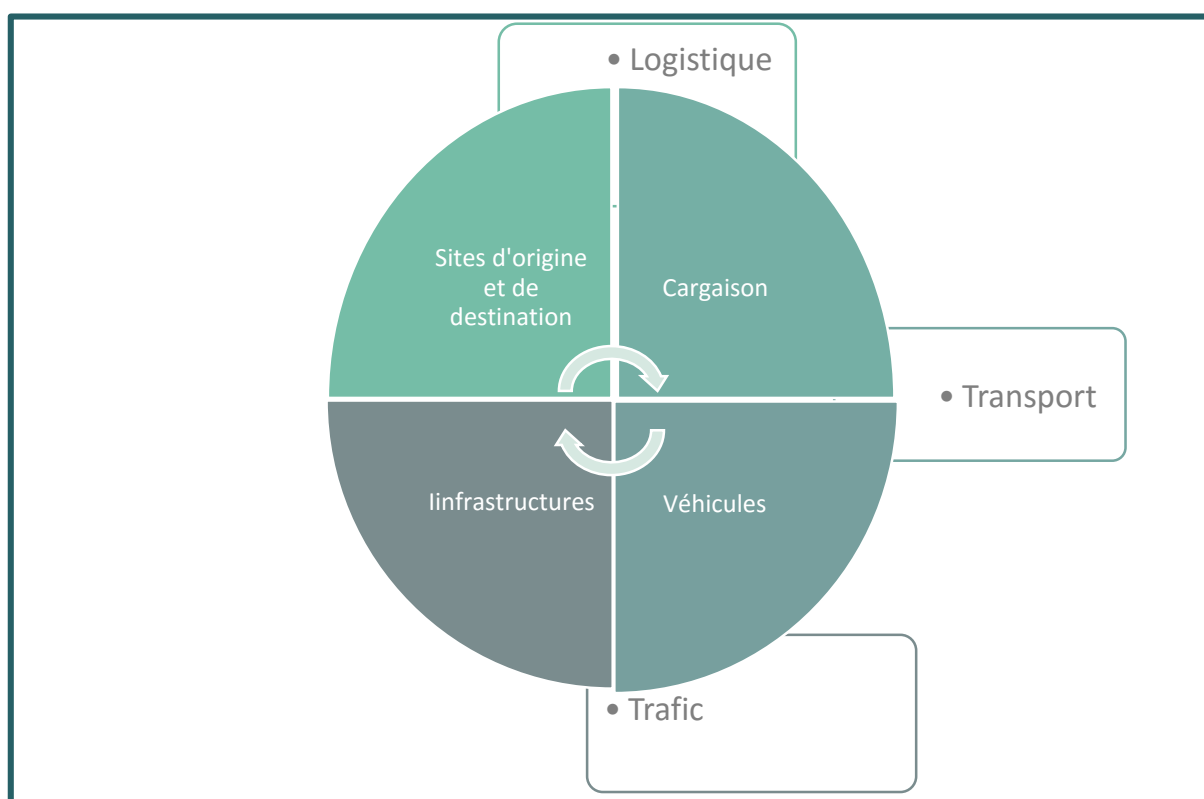 • Logistique
Sites d'origine
et de
destination
Cargaison
• Transport
Iinfrastructures
Véhicules
• Trafic